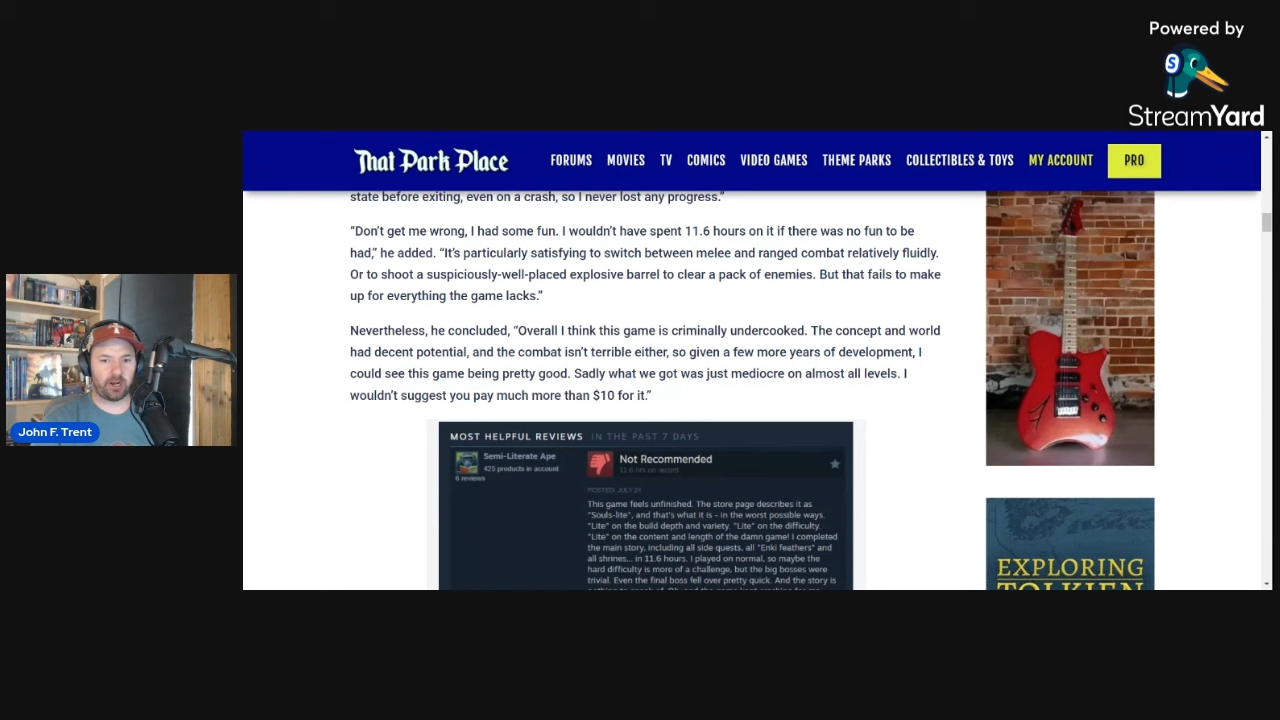 Powered by
StreamYard
That Park Place
FORUMS MOVIES TV COMICS VIDEO GAMES THEME PARKS COLLECTIBLES & TOYS MY ACCOUNT PRO
state before exiting, even on a crash, so I never lost any progress.”
“Don’t get me wrong, I had some fun. I wouldn’t have spent 11.6 hours on it if there was no fun to be
had,” he added. “It’s particularly satisfying to switch between melee and ranged combat relatively fluidly.
Or to shoot a suspiciously-well-placed explosive barrel to clear a pack of enemies. But that fails to make
up for everything the game lacks.”
Nevertheless, he concluded, “Overall I think this game is criminally undercooked. The concept and world
had decent potential, and the combat isn’t terrible either, so given a few more years of development, I
could see this game being pretty good. Sadly what we got was just mediocre on almost all levels. I
wouldn’t suggest you pay much more than $10 for it.”
MOST HELPFUL REVIEWS IN THE PAST 7 DAYS
Semi-Literate Ape
425 products in account
6 reviews
Not Recommended
11.6 hrs on record
POSTED: JULY 21
This game feels unfinished. The store page describes it as
"Souls-lite", and that's what it is - in the worst possible ways.
"Lite" on the build depth and variety. "Lite" on the difficulty.
"Lite" on the content and length of the damn game! I completed
the main story, including all side quests, all "Enki feathers" and
all shrines... in 11.6 hours. I played on normal, so maybe the
hard difficulty is more of a challenge, but the big bosses were
trivial. Even the final boss fell over pretty quick. And the story is
John F. Trent
EXPLORING
TOLKIEN